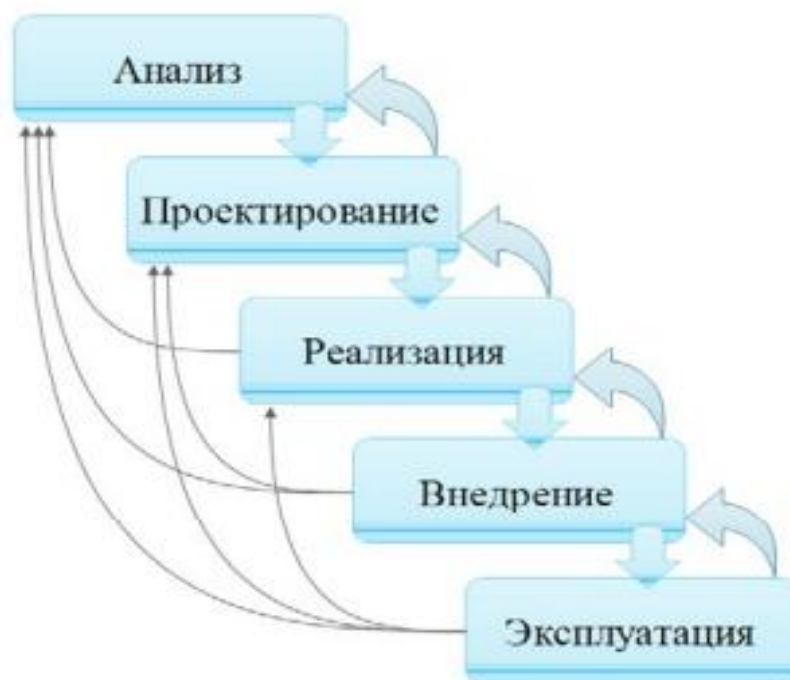 Анализ
Проектирование
Реализация
Внедрение
Эксплуатация